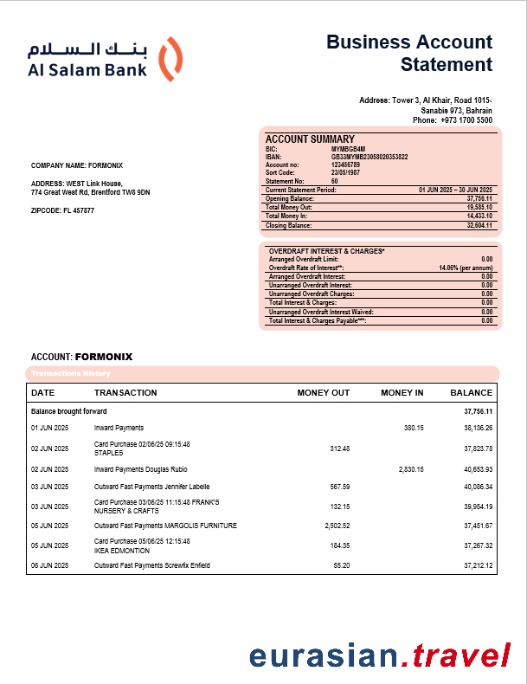 بنك السلام
Al Salam Bank
Business Account
Statement
Address: Tower 3, Al Khair, Road 1015-
Sanabis 973, Bahrain
Phone: +973 1700 5500
ACCOUNT SUMMARY
BIC: MYMBGB4M
IBAN: GB33MYMB23058020353822
Account no: 123456789
Sort Code: 23/05/1987
Statement No: 60
Current Statement Period: 01 JUN 2025 – 30 JUN 2025
Opening Balance: 37,756.11
Total Money Out: 19,585.10
Total Money In: 14,433.10
Closing Balance: 32,604.11
COMPANY NAME: FORMONIX
ADDRESS: WEST Link House,
774 Great West Rd, Brentford TW8 9DN
ZIPCODE: FL 457877
OVERDRAFT INTEREST & CHARGES*
Arranged Overdraft Limit: 0.00
Overdraft Rate of Interest**: 14.06% (per annum)
Arranged Overdraft Interest: 0.00
Unarranged Overdraft Interest: 0.00
Unarranged Overdraft Charges: 0.00
Total Interest & Charges: 0.00
Unarranged Overdraft Interest Waived: 0.00
Total Interest & Charges Payable***: 0.00
ACCOUNT: FORMONIX
Transactions History
DATE TRANSACTION MONEY OUT MONEY IN BALANCE
Balance brought forward 37,756.11
01 JUN 2025 Inward Payments 380.15 38,136.26
02 JUN 2025 Card Purchase 02/06/25 09:15:48 312.48 37,823.78
STAPLES
02 JUN 2025 Inward Payments Douglas Rubio 2,830.15 40,653.93
03 JUN 2025 Outward Fast Payments Jennifer Labelle 567.59 40,086.34
03 JUN 2025 Card Purchase 03/06/25 11:15:48 FRANK'S 132.15 39,954.19
NURSERY & CRAFTS
05 JUN 2025 Outward Fast Payments MARGOLIS FURNITURE 2,502.52 37,451.67
05 JUN 2025 Card Purchase 05/06/25 12:15:48 184.35 37,267.32
IKEA EDMONTION
06 JUN 2025 Outward Fast Payments Screwfix Enfield 55.20 37,212.12
eurasian.travel